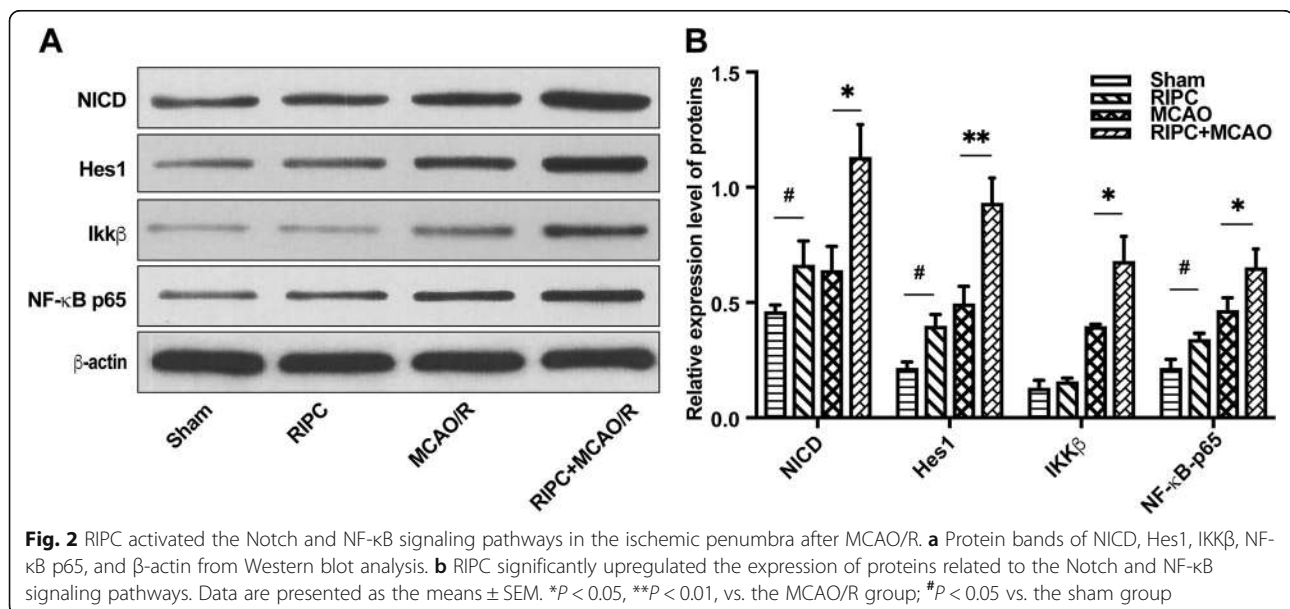 A
NICD
Hes1
Ikkβ
NF-κB p65
β-actin
Sham
RIPC
MCAO/R
RIPC+MCAO/R
B
Relative expression level of proteins
1.5
1.0
0.5
0.0
Sham
RIPC
MCAO
RIPC+MCAO
#
*
#
**
*
#
*
NICD
Hes1
IKKβ
NF-κB-p65
Fig. 2 RIPC activated the Notch and NF-κB signaling pathways in the ischemic penumbra after MCAO/R. a Protein bands of NICD, Hes1, IKKβ, NF-
κB p65, and β-actin from Western blot analysis. b RIPC significantly upregulated the expression of proteins related to the Notch and NF-κB
signaling pathways. Data are presented as the means ± SEM. *P < 0.05, **P < 0.01, vs. the MCAO/R group; #P < 0.05 vs. the sham group